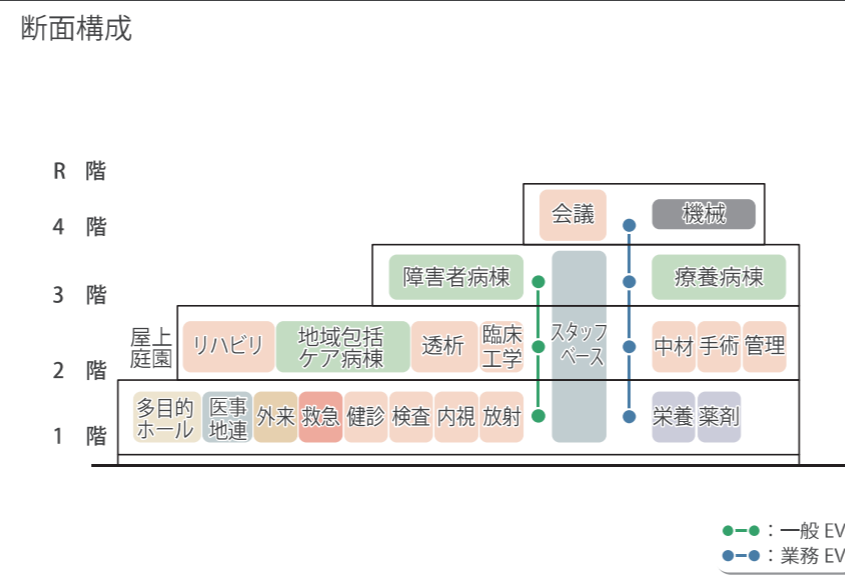 断面構成
R 階
4 階
会議
機械
3 階
障害者病棟
療養病棟
2 階
屋上
庭園
リハビリ
地域包括
ケア病棟
透析
臨床
工学
スタッフ
ベース
中材
手術
管理
1 階
多目的
ホール
医事
地連
外来
救急
健診
検査
内視
放射
栄養
薬剤
：一般 EV
：業務 EV